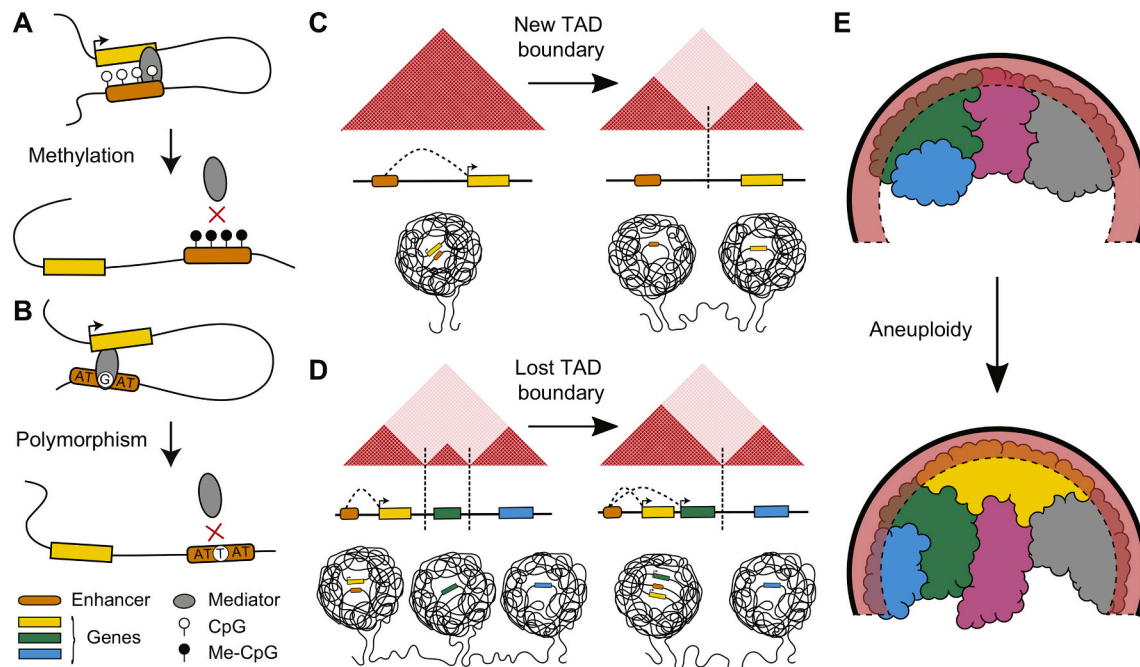 A
Methylation
B
AT G AT
Polymorphism
AT T AT
Enhancer
Genes
Mediator
CpG
Me-CpG
C
New TAD
boundary
D
Lost TAD
boundary
E
Aneuploidy